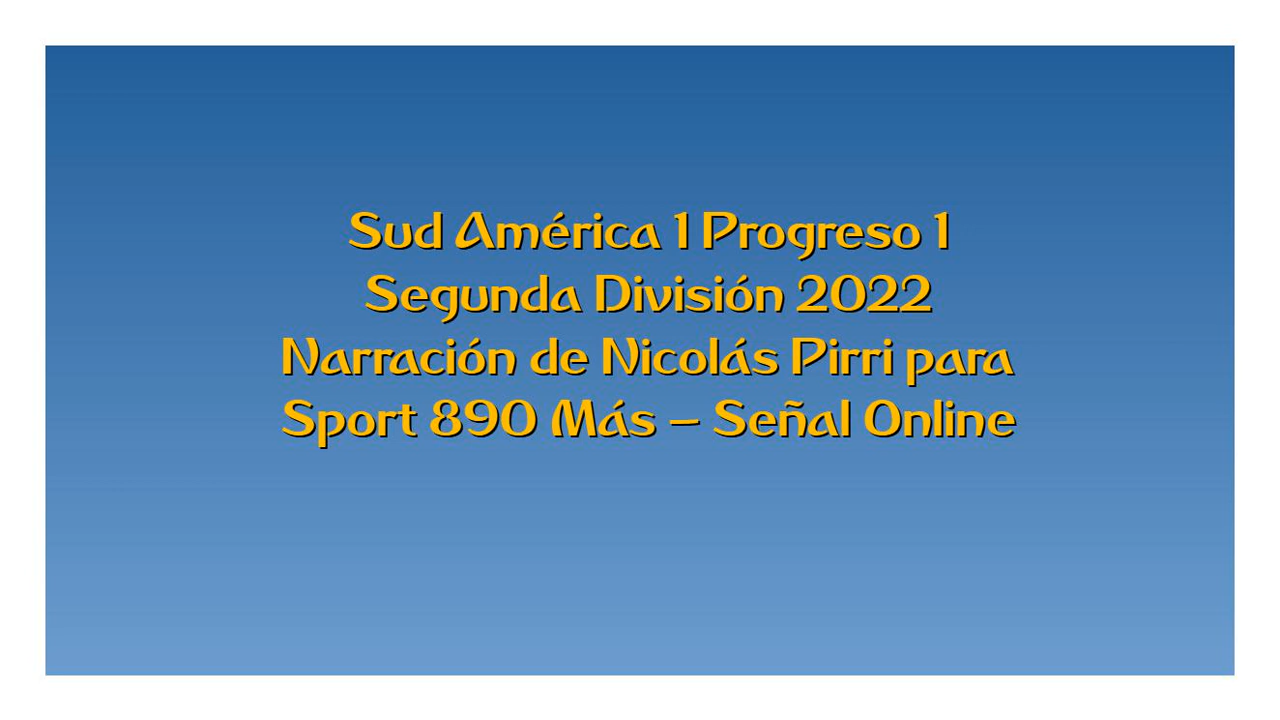 Sud América 1 Progreso 1
Segunda División 2022
Narración de Nicolás Pirri para
Sport 890 Más – Señal Online